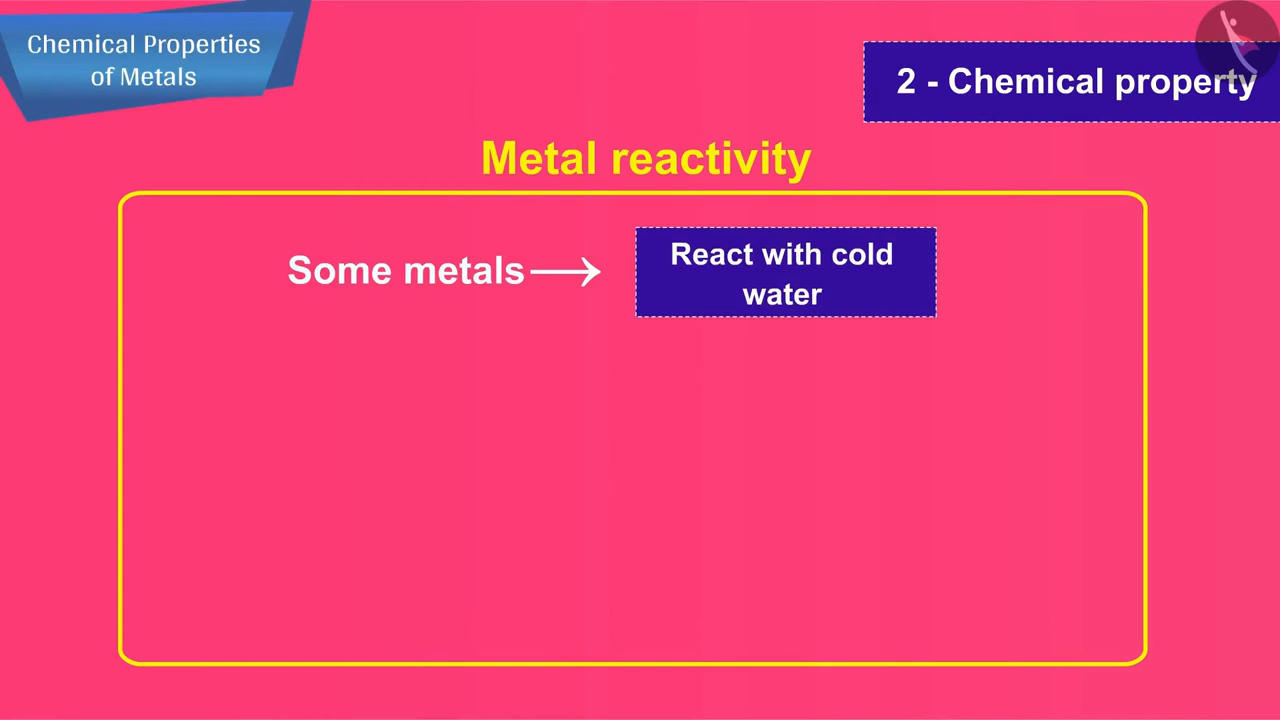 Chemical Properties
of Metals
2 - Chemical property
Metal reactivity
Some metals
React with cold
water